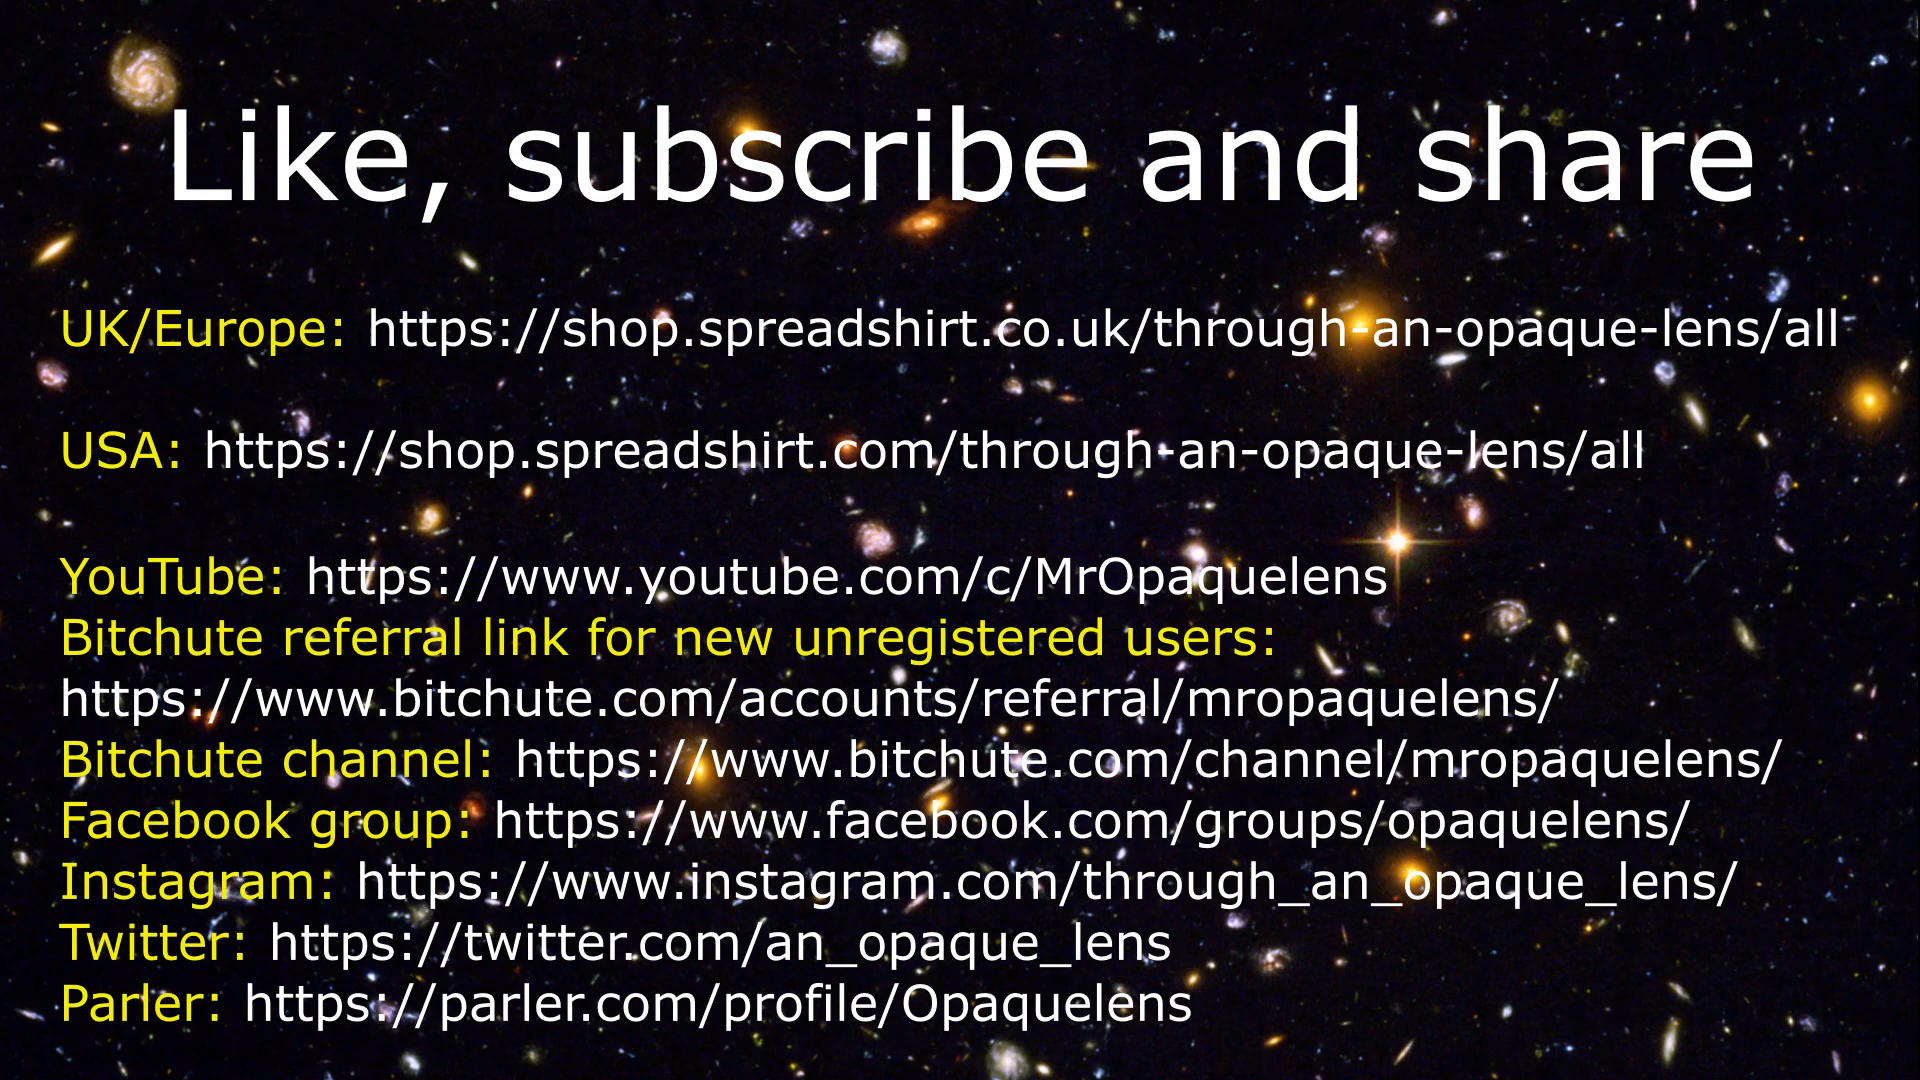 Like, subscribe and share
UK/Europe: https://shop.spreadshirt.co.uk/through-an-opaque-lens/all
USA: https://shop.spreadshirt.com/through-an-opaque-lens/all
YouTube: https://www.youtube.com/c/MrOpaquelens
Bitchute referral link for new unregistered users:
https://www.bitchute.com/accounts/referral/mropaquelens/
Bitchute channel: https://www.bitchute.com/channel/mropaquelens/
Facebook group: https://www.facebook.com/groups/opaquelens/
Instagram: https://www.instagram.com/through_an_opaque_lens/
Twitter: https://twitter.com/an_opaque_lens
Parler: https://parler.com/profile/Opaquelens